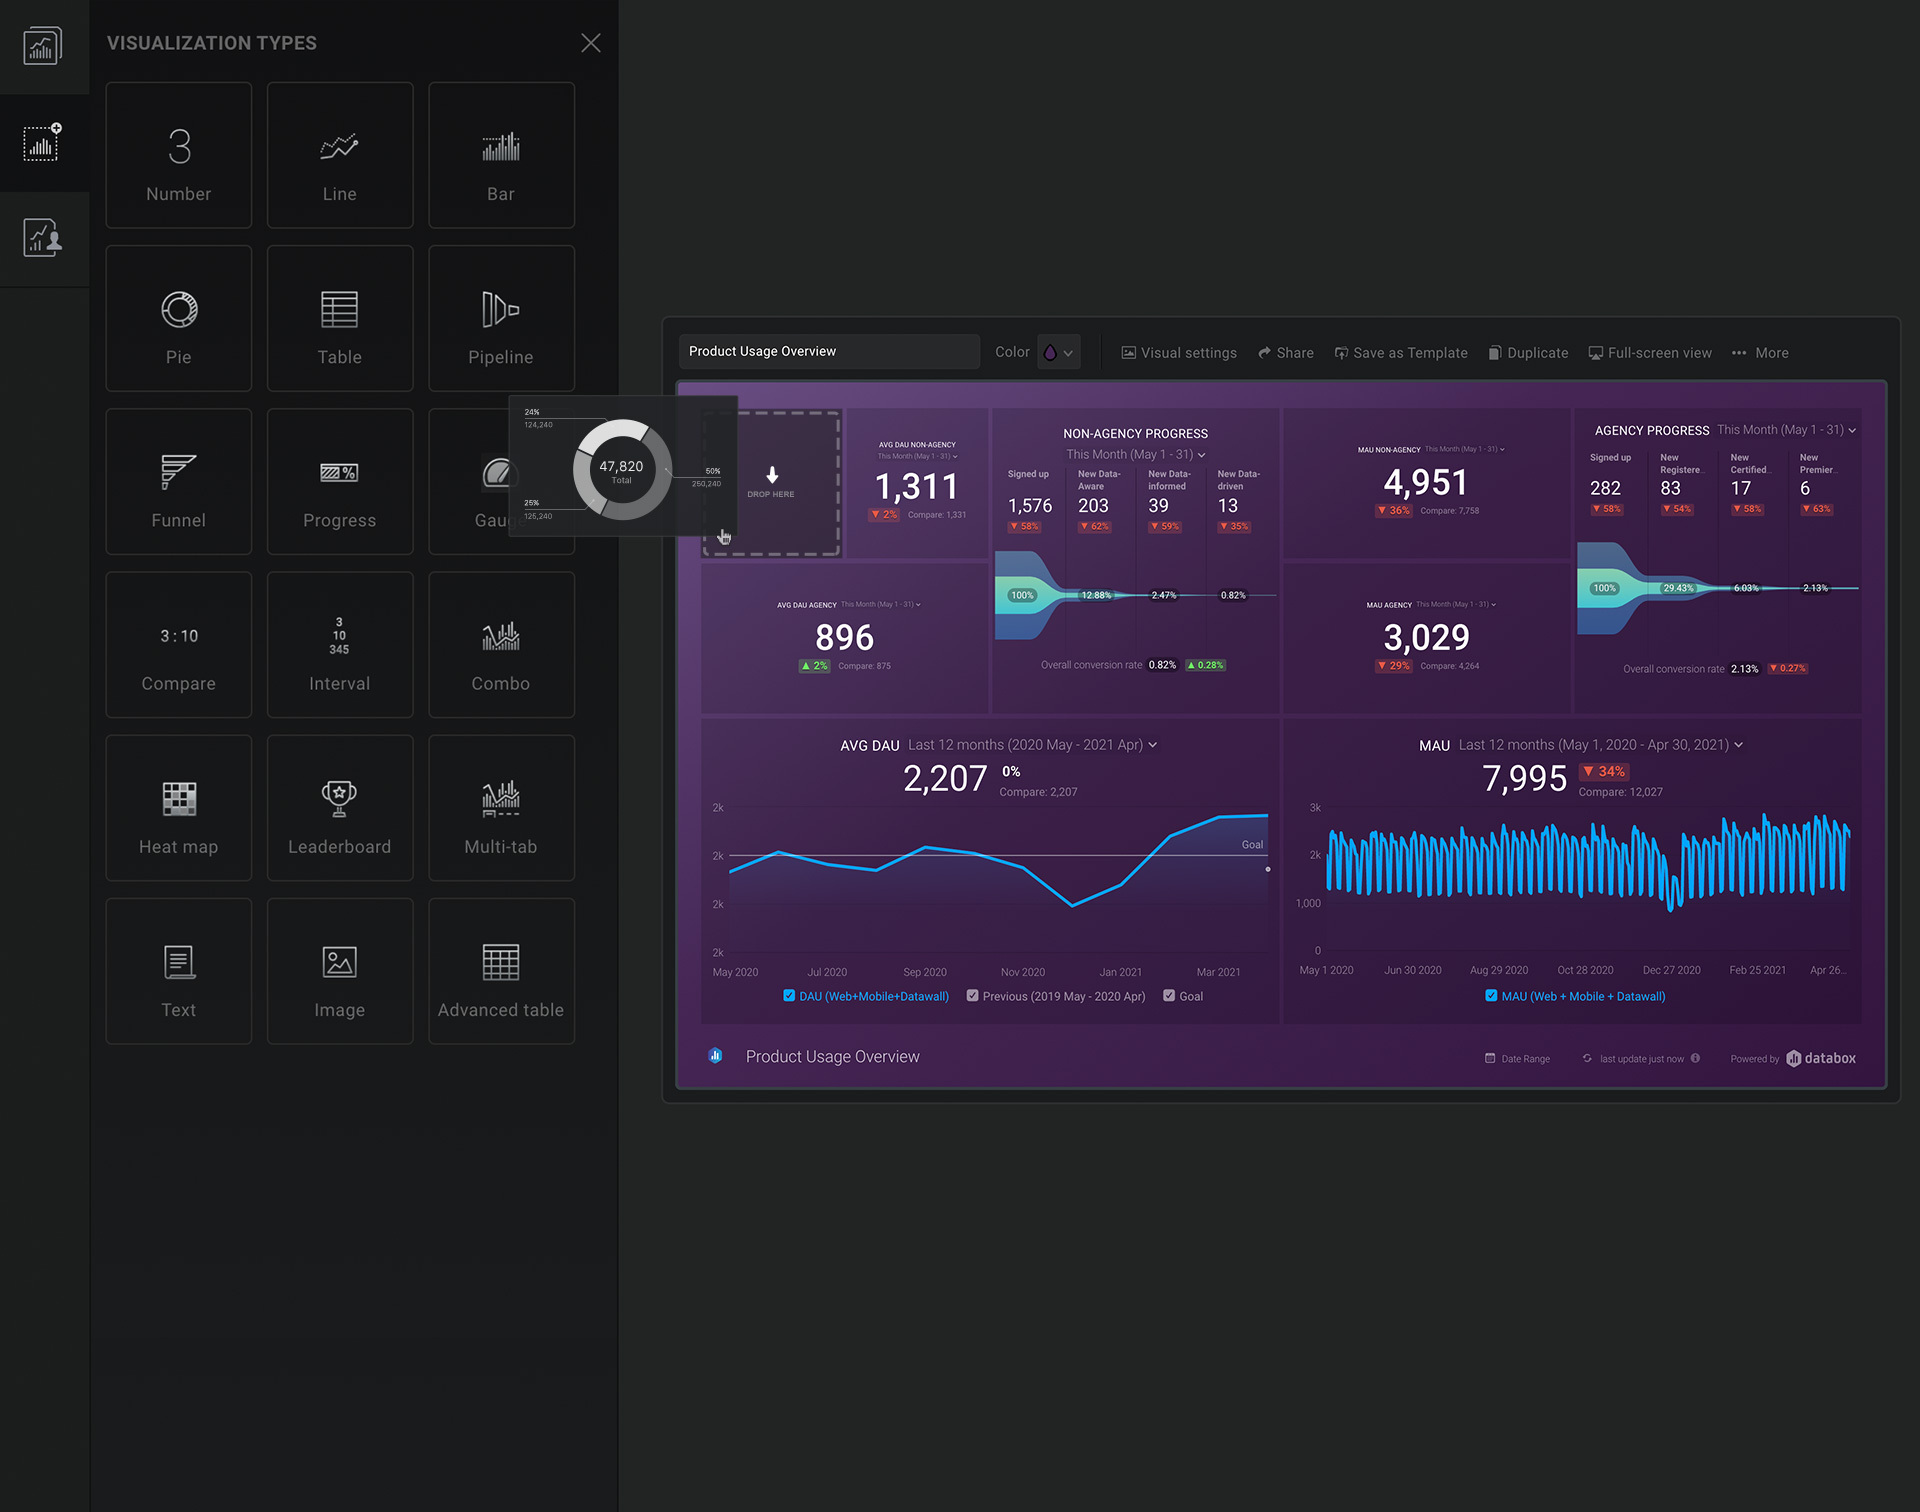 VISUALIZATION TYPES
3
Number
Line
Bar
Pie
Table
Pipeline
Funnel
%
Progress
Gauge
3 : 10
Compare
3
10
345
Interval
Combo
Heat map
Leaderboard
Multi-tab
Text
Image
Advanced table
24%
124,240
47,820
Total
50%
250,240
25%
125,240
Product Usage Overview
Color
Visual settings
Share
Save as Template
Duplicate
Full-screen view
More
DROP HERE
AVG DAU NON-AGENCY
This Month (May 1 - 31)
1,311
▼ 2%
Compare: 1,331
NON-AGENCY PROGRESS
This Month (May 1 - 31)
Signed up
1,576
▼ 58%
New Data-
Aware
203
▼ 62%
New Data-
informed
39
▼ 59%
New Data-
driven
13
▼ 35%
100%
12.88%
2.47%
0.82%
Overall conversion rate 0.82% ▲ 0.28%
MAU NON-AGENCY This Month (May 1 - 31)
4,951
▼ 36%
Compare: 7,758
AGENCY PROGRESS This Month (May 1 - 31)
Signed up
282
▼ 58%
New
Registere...
83
▼ 54%
New
Certified...
17
▼ 58%
New
Premier...
6
▼ 63%
100%
29.43%
6.03%
2.13%
Overall conversion rate 2.13% ▼ 0.27%
AVG DAU AGENCY This Month (May 1 - 31)
896
▲ 2%
Compare: 875
MAU AGENCY This Month (May 1 - 31)
3,029
▼ 29%
Compare: 4,264
AVG DAU Last 12 months (2020 May - 2021 Apr)
2,207
0%
Compare: 2,207
2k
2k
2k
2k
Goal
May 2020
Jul 2020
Sep 2020
Nov 2020
Jan 2021
Mar 2021
DAU (Web+Mobile+Datawall)
Previous (2019 May - 2020 Apr)
Goal
MAU Last 12 months (May 1, 2020 - Apr 30, 2021)
7,995
▼ 34%
Compare: 12,027
3k
2k
1,000
0
May 1 2020
Jun 30 2020
Aug 29 2020
Oct 28 2020
Dec 27 2020
Feb 25 2021
Apr 26...
MAU (Web + Mobile + Datawall)
Product Usage Overview
Date Range
last update just now
Powered by
databox